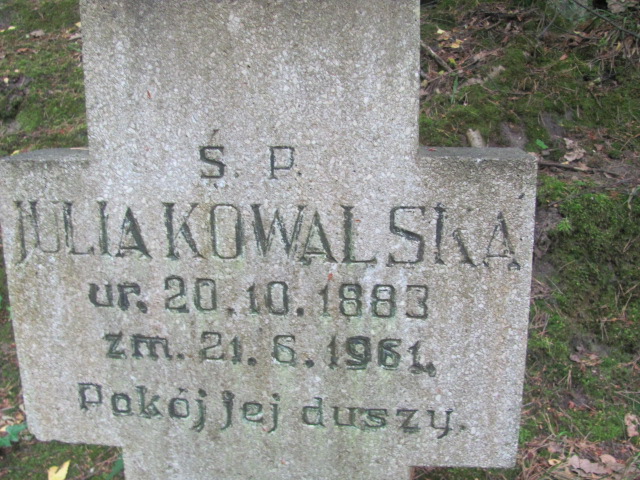 Ś. P.
JULIA KOWALSKA
ur. 20.10.1883
zm. 21.6.1961.
Pokój jej duszy.